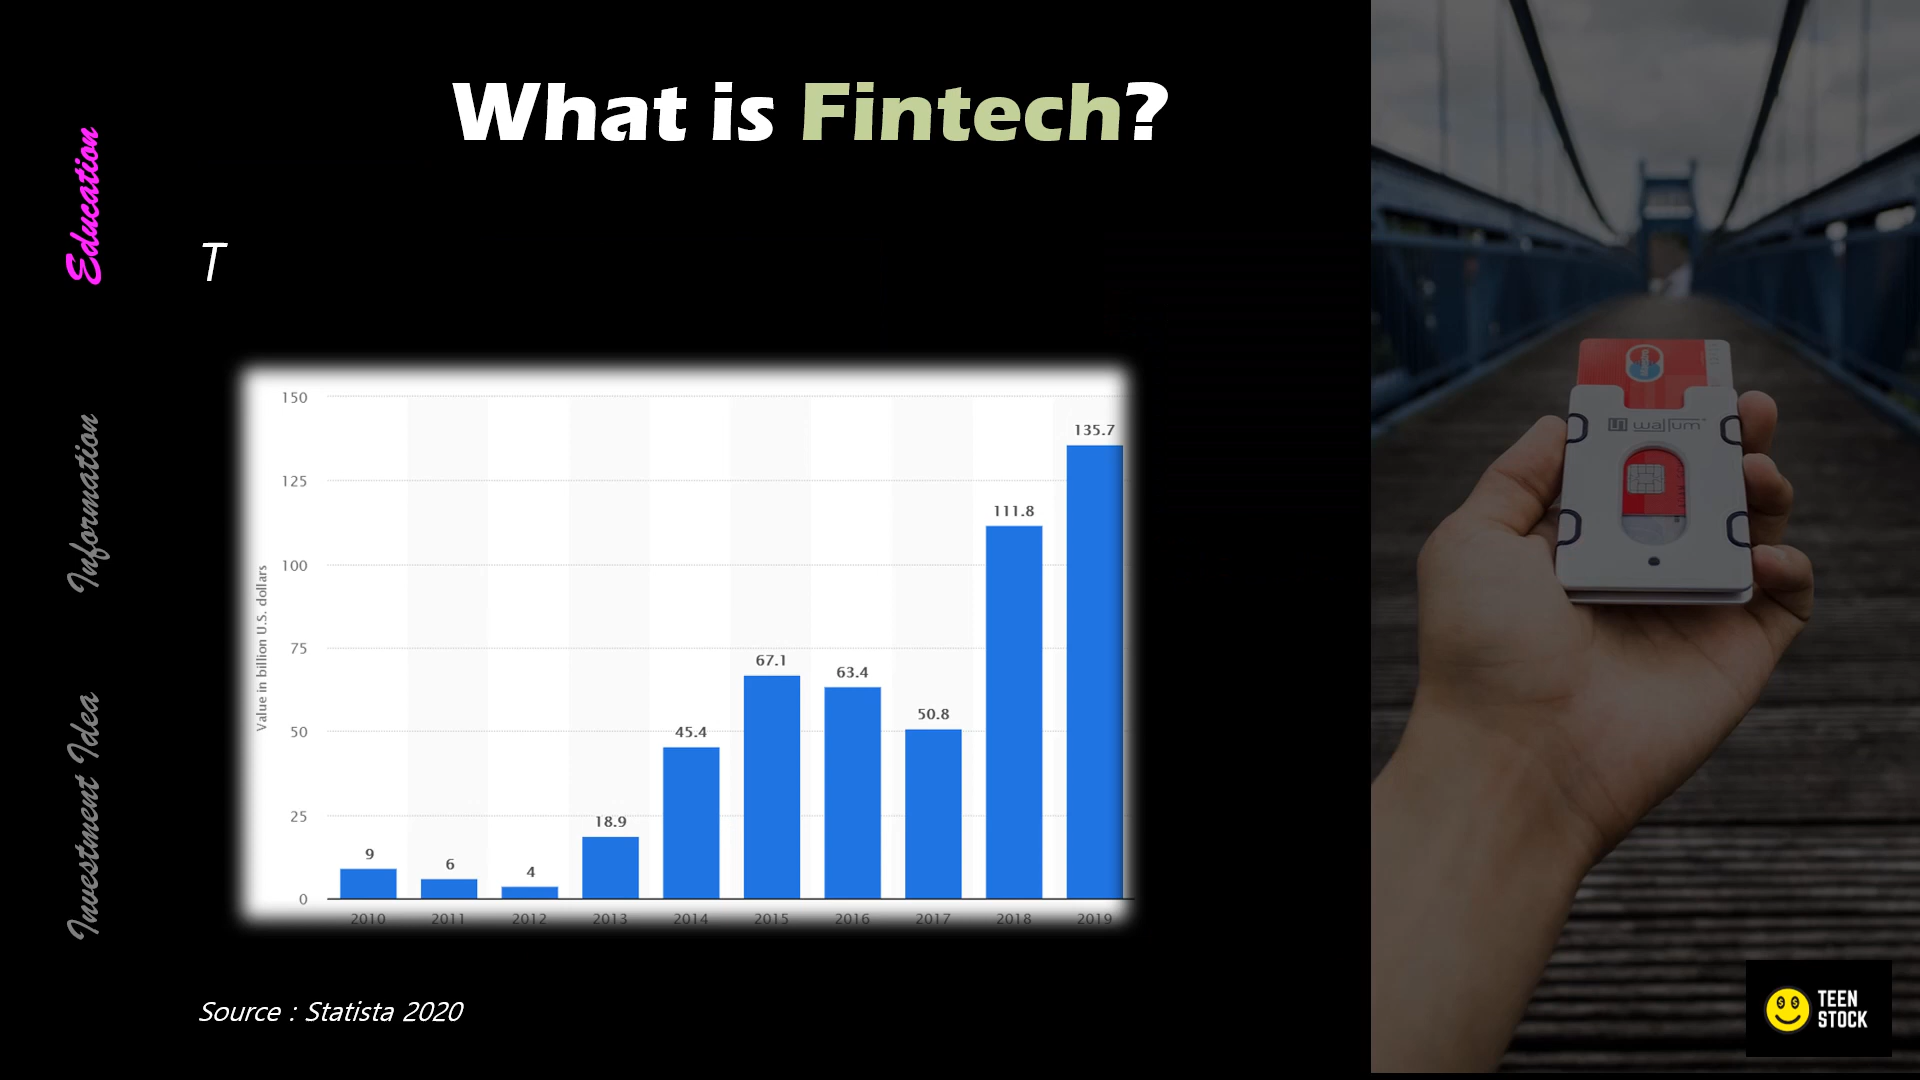 What is Fintech?
Education
Information
Investment Idea
T
150
125
100
75
50
25
0
Value in billion U.S. dollars
9
6
4
18.9
45.4
67.1
63.4
50.8
111.8
135.7
2010 2011 2012 2013 2014 2015 2016 2017 2018 2019
Source : Statista 2020
wallum
TEEN
STOCK